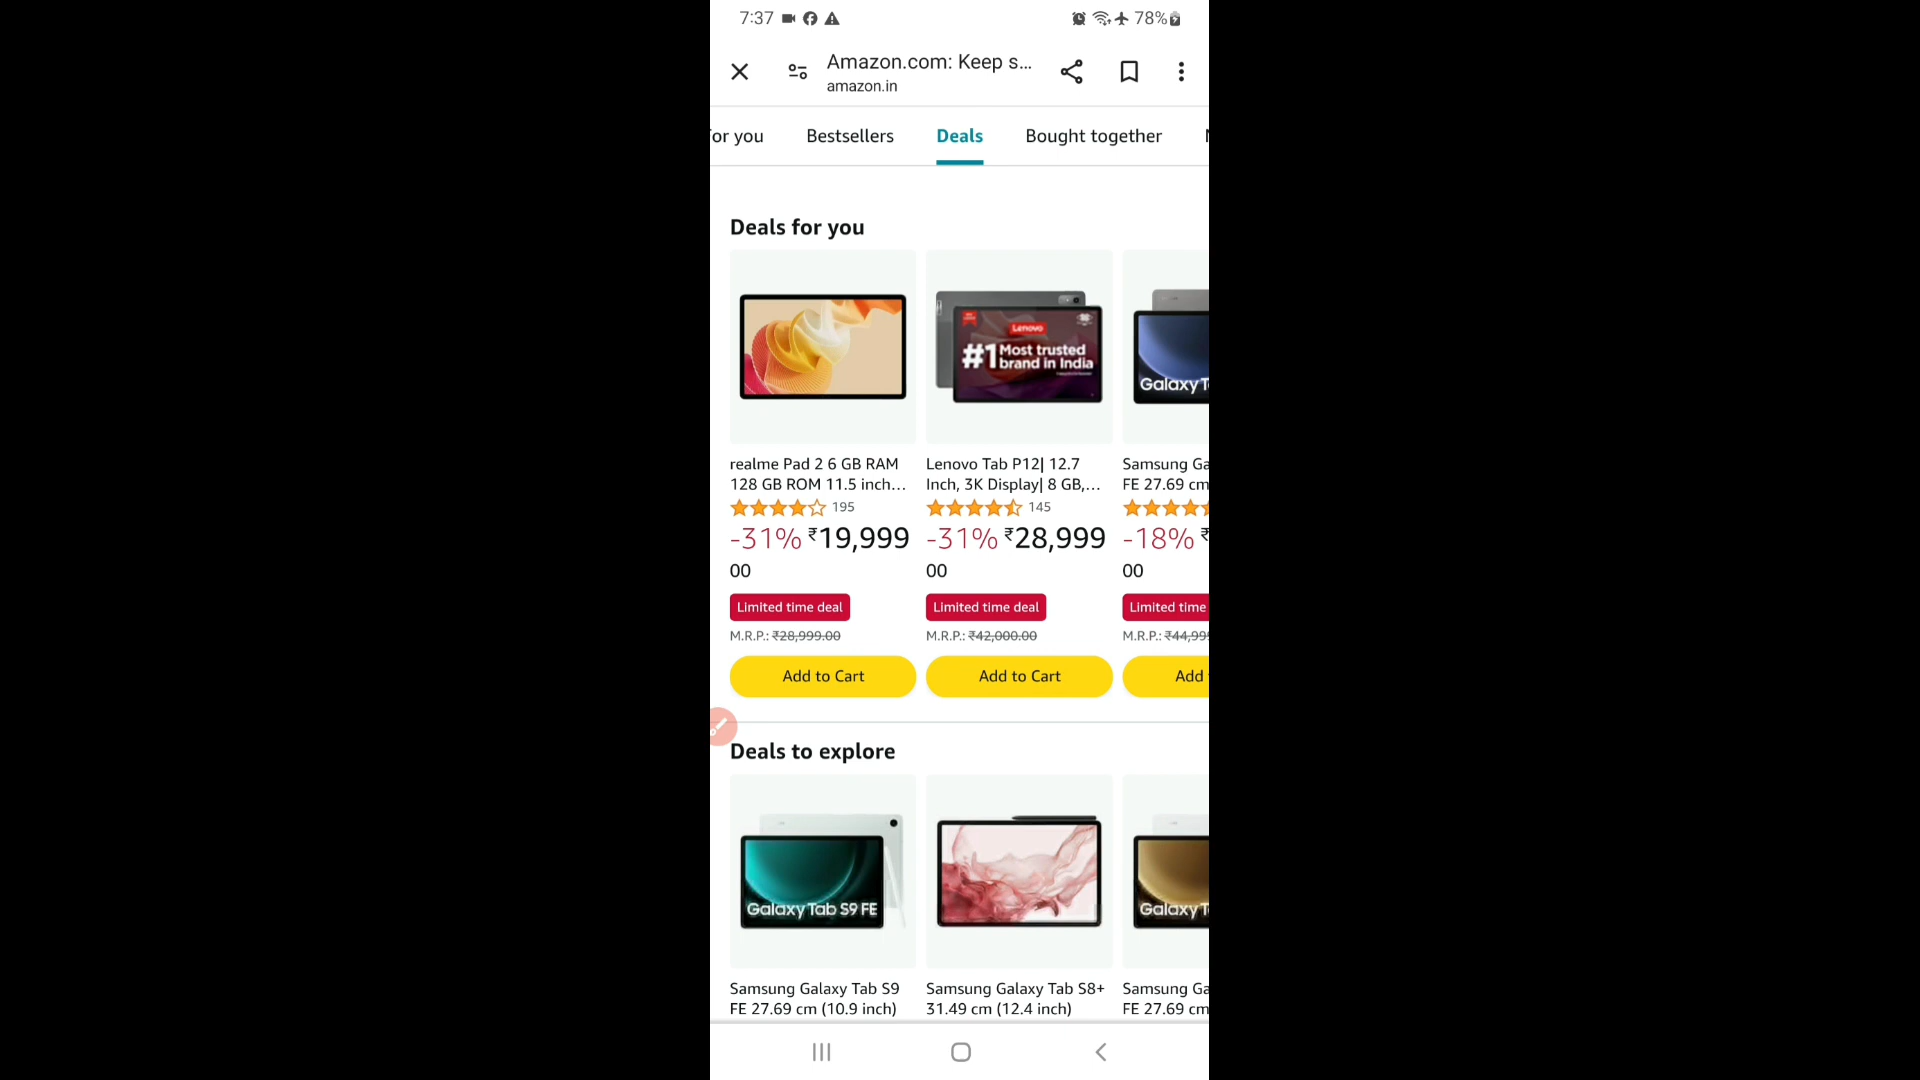 7:37
78%
Amazon.com: Keep s...
amazon.in
or you Bestsellers Deals Bought together
Deals for you
Lenovo
#1 Most trusted
brand in India
Galaxy T
realme Pad 2 6 GB RAM
128 GB ROM 11.5 inch...
195
-31% ₹19,999
00
Limited time deal
M.R.P.: ₹28,999.00
Add to Cart
Lenovo Tab P12| 12.7
Inch, 3K Display| 8 GB,...
145
-31% ₹28,999
00
Limited time deal
M.R.P.: ₹42,000.00
Add to Cart
Samsung Ga
FE 27.69 cm
-18% ₹
00
Limited time
M.R.P.: ₹44,999
Add
Deals to explore
Galaxy Tab S9 FE
Galaxy T
Samsung Galaxy Tab S9
FE 27.69 cm (10.9 inch)
Samsung Galaxy Tab S8+
31.49 cm (12.4 inch)
Samsung Ga
FE 27.69 cm